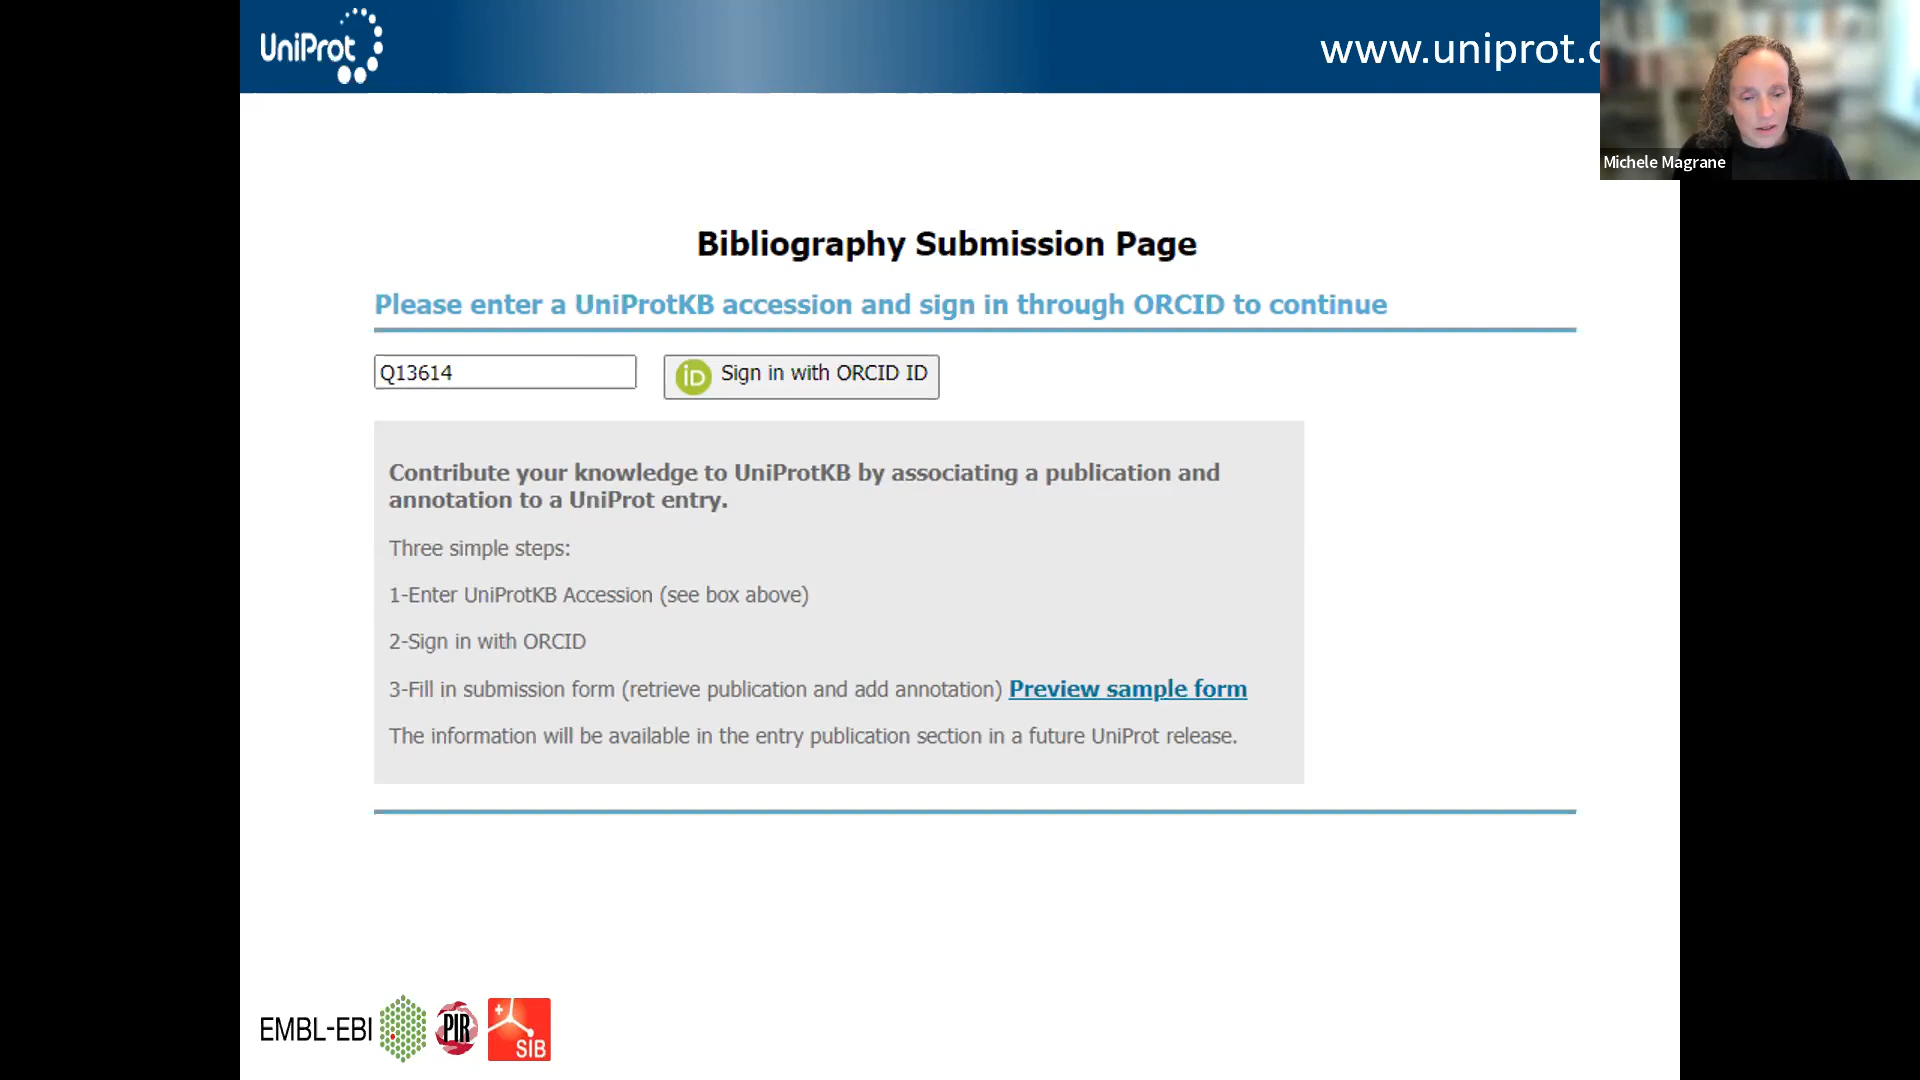 UniProt
www.uniprot.
Michele Magrane
Bibliography Submission Page
Please enter a UniProtKB accession and sign in through ORCID to continue
Q13614
iD Sign in with ORCID ID
Contribute your knowledge to UniProtKB by associating a publication and
annotation to a UniProt entry.
Three simple steps:
1-Enter UniProtKB Accession (see box above)
2-Sign in with ORCID
3-Fill in submission form (retrieve publication and add annotation) Preview sample form
The information will be available in the entry publication section in a future UniProt release.
EMBL-EBI PIR SIB